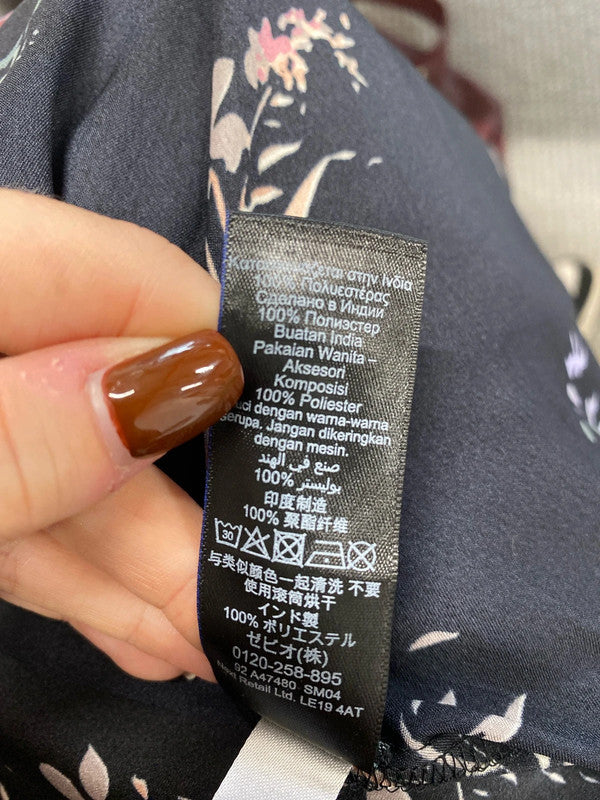 κατασκευάζεται στην Ινδία
100% Πολυεστέρας
Сделано в Индии
100% Полиэстер
Buatan India
Pakaian Wanita –
Aksesori
Komposisi
100% Poliester
uci dengan warna-warna
serupa, Jangan dikeringkan
dengan mesin.
صنع في الهند
100% بوليستر
印度制造
100% 聚酯纤维
30
与类似颜色一起清洗 不要
使用滚筒烘干
インド製
100% ポリエステル
ゼビオ(株)
0120-258-895
92 A47480 SM04
Next Retail Ltd. LE19 4AT